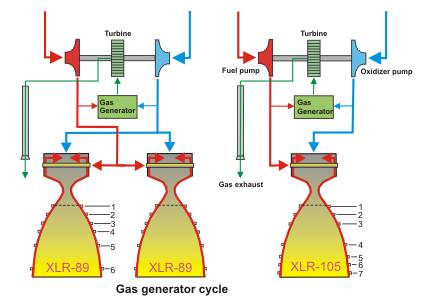 Turbine
Turbine
Fuel pump
Oxidizer pump
Gas
Generator
Gas
Generator
Gas exhaust
1
2
3
4
5
6
1
2
3
4
5
6
7
XLR-89
XLR-89
XLR-105
Gas generator cycle